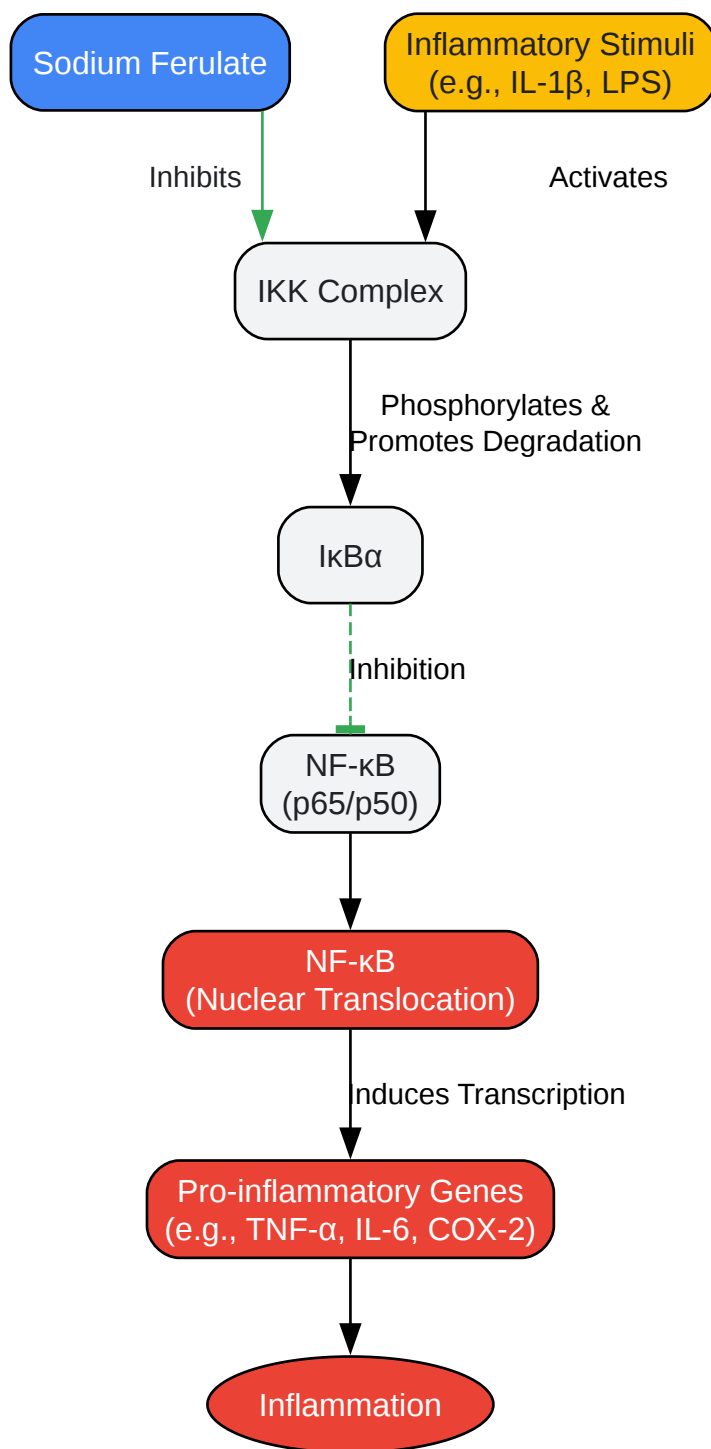 Sodium Ferulate
Inflammatory Stimuli
(e.g., IL-1β, LPS)
Inhibits
Activates
IKK Complex
Phosphorylates &
Promotes Degradation
IκBα
Inhibition
NF-κB
(p65/p50)
NF-κB
(Nuclear Translocation)
Induces Transcription
Pro-inflammatory Genes
(e.g., TNF-α, IL-6, COX-2)
Inflammation